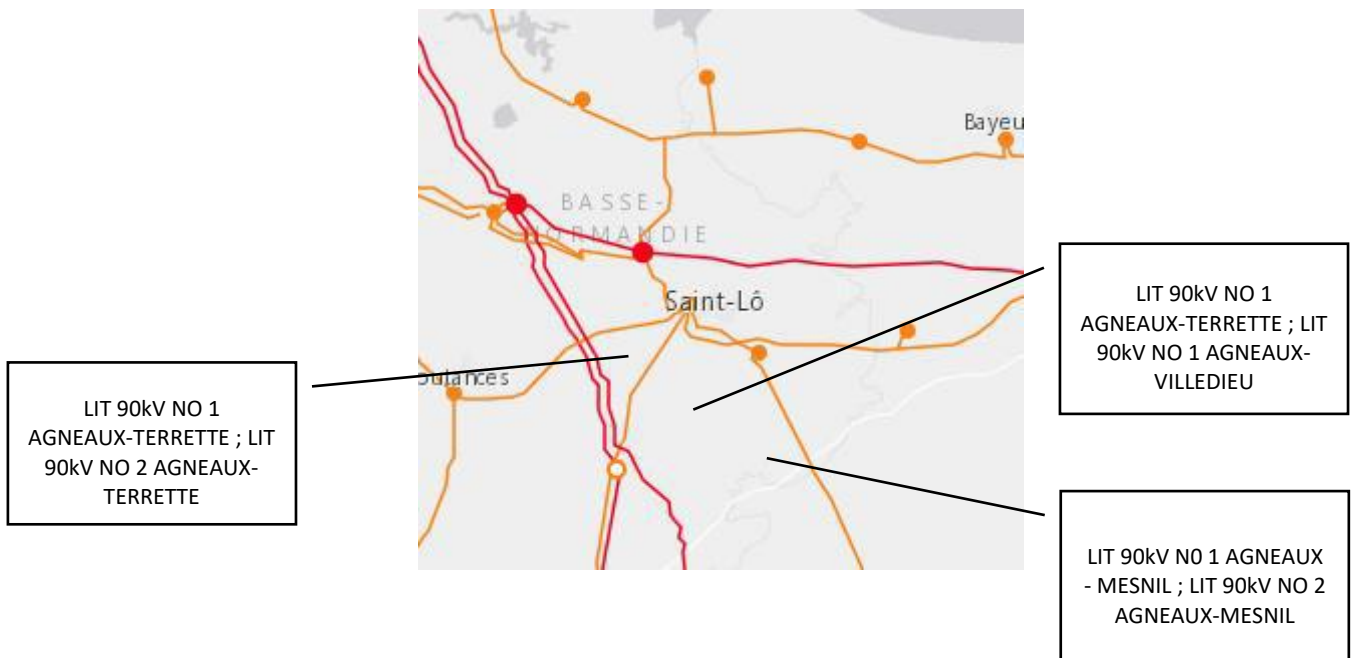 Bayeu
BASSE-
NORMANDIE
Saint-Lô
outances
LIT 90kV NO 1
AGNEAUX-TERRETTE ; LIT
90kV NO 2 AGNEAUX-
TERRETTE
LIT 90kV NO 1
AGNEAUX-TERRETTE ; LIT
90kV NO 1 AGNEAUX-
VILLEDIEU
LIT 90kV N0 1 AGNEAUX
- MESNIL ; LIT 90kV NO 2
AGNEAUX-MESNIL